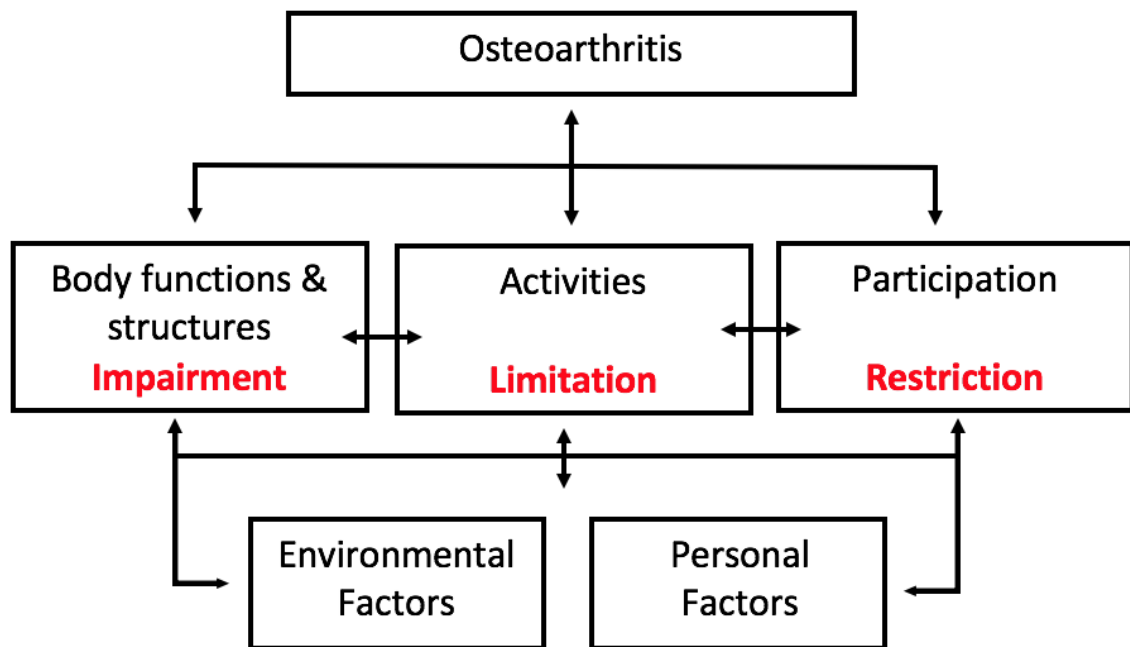 Osteoarthritis
Body functions &
structures
Impairment
Activities
Limitation
Participation
Restriction
Environmental
Factors
Personal
Factors